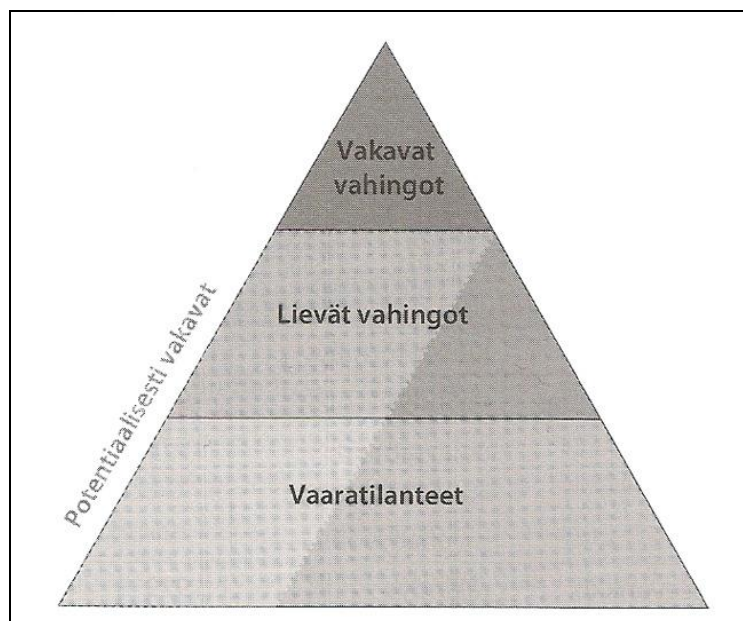 Vakavat
vahingot
Lievät vahingot
Vaaratilanteet
Potentiaalisesti vakavat